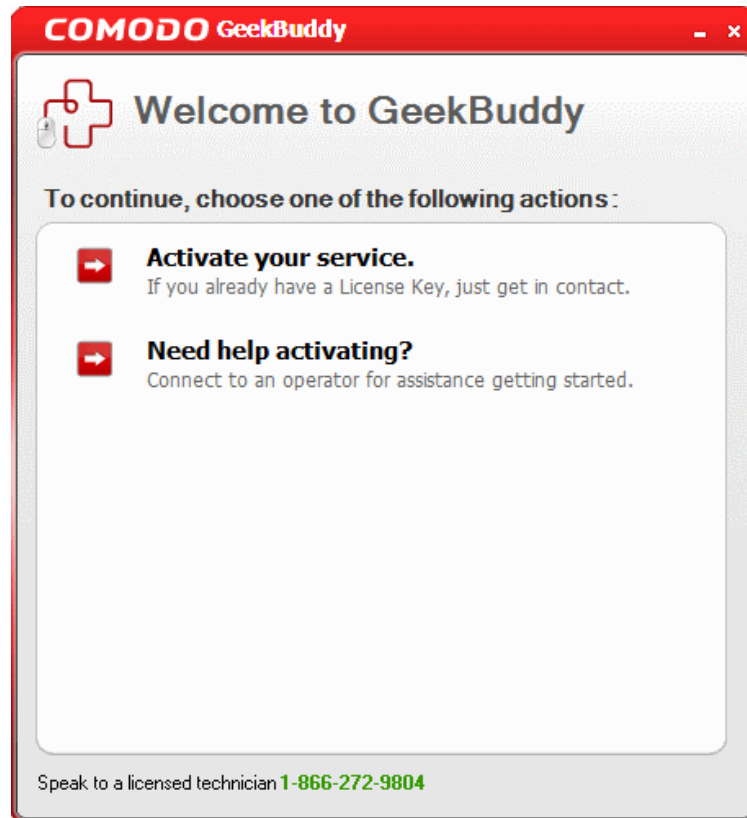 COMODO GeekBuddy
Welcome to GeekBuddy
To continue, choose one of the following actions:
Activate your service.
If you already have a License Key, just get in contact.
Need help activating?
Connect to an operator for assistance getting started.
Speak to a licensed technician 1-866-272-9804